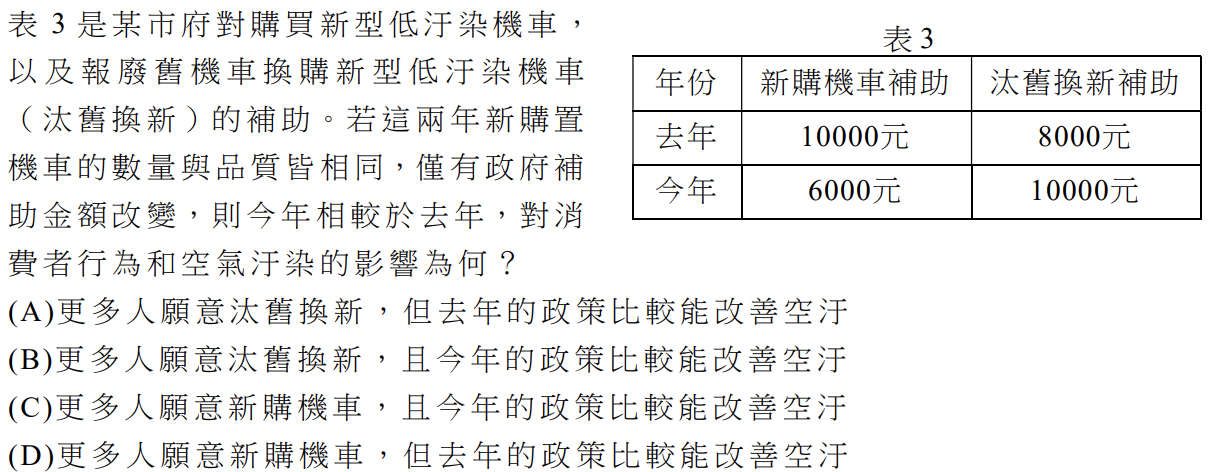 表 3 是某市府對購買新型低汙染機車，
以及報廢舊機車換購新型低汙染機車
（汰舊換新）的補助。若這兩年新購置
機車的數量與品質皆相同，僅有政府補
助金額改變，則今年相較於去年，對消
費者行為和空氣汙染的影響為何？
表 3
年份 新購機車補助 汰舊換新補助
去年 10000元 8000元
今年 6000元 10000元
(A)更多人願意汰舊換新，但去年的政策比較能改善空汙
(B)更多人願意汰舊換新，且今年的政策比較能改善空汙
(C)更多人願意新購機車，且今年的政策比較能改善空汙
(D)更多人願意新購機車，但去年的政策比較能改善空汙